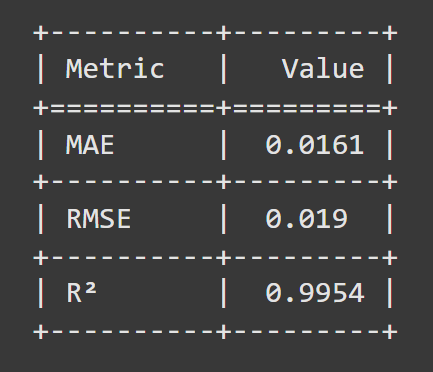 +----------+---------+
| Metric   |   Value |
+==========+=========+
| MAE      |  0.0161 |
+----------+---------+
| RMSE     |  0.019  |
+----------+---------+
| R²       |  0.9954 |
+----------+---------+